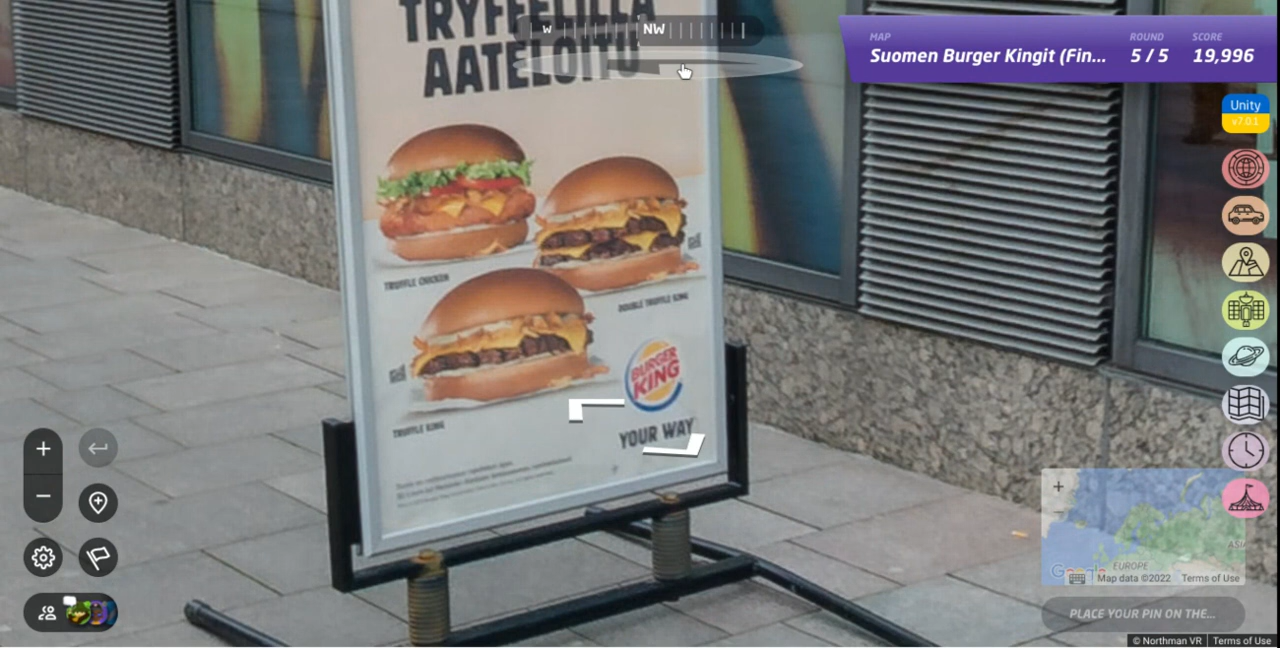 TRYFFELILLÄ
AATELOITU
W
NW
MAP
ROUND
SCORE
Suomen Burger Kingit (Fin...
5 / 5
19,996
Unity
v7.0.1
TRUFFLE CHICKEN
DOUBLE TRUFFLE KING
TRUFFLE KING
BURGER
KING
YOUR WAY
ASIA
EUROPE
Google
Map data ©2022
Terms of Use
PLACE YOUR PIN ON THE...
© Northman VR
Terms of Use